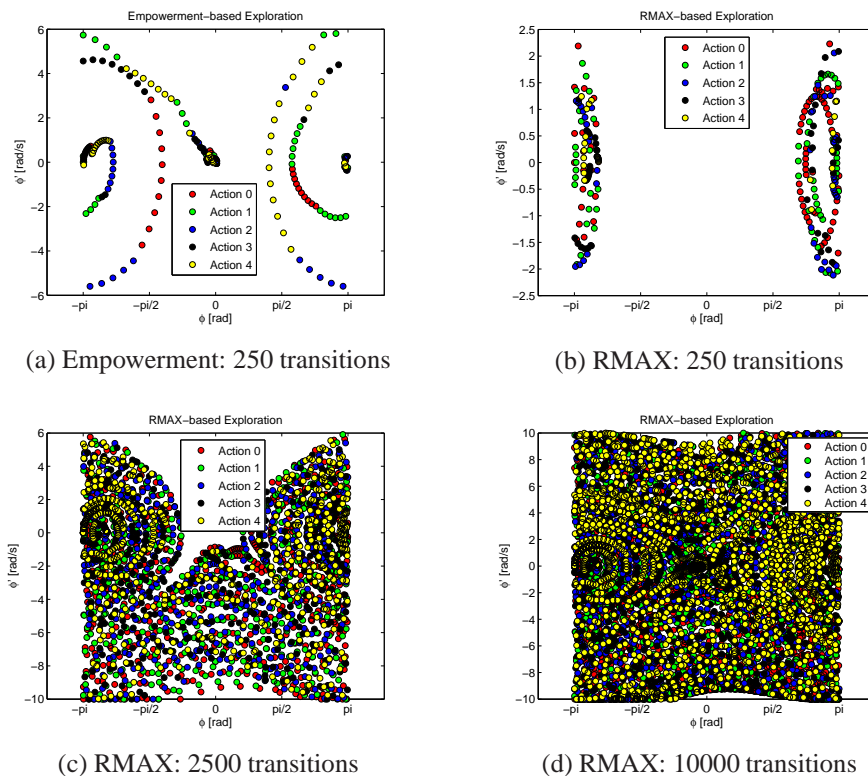 Empowerment−based Exploration
6
4
2
0
−2
−4
−6
φ' [rad/s]
Action 0
Action 1
Action 2
Action 3
Action 4
−pi −pi/2 0 pi/2 pi
φ [rad]
(a) Empowerment: 250 transitions
RMAX−based Exploration
2.5
2
1.5
1
0.5
0
−0.5
−1
−1.5
−2
−2.5
φ' [rad/s]
Action 0
Action 1
Action 2
Action 3
Action 4
−pi −pi/2 0 pi/2 pi
φ [rad]
(b) RMAX: 250 transitions
RMAX−based Exploration
6
4
2
0
−2
−4
−6
−8
−10
φ' [rad/s]
Action 0
Action 1
Action 2
Action 3
Action 4
−pi −pi/2 0 pi/2 pi
φ [rad]
(c) RMAX: 2500 transitions
RMAX−based Exploration
10
8
6
4
2
0
−2
−4
−6
−8
−10
φ' [rad/s]
Action 0
Action 1
Action 2
Action 3
Action 4
−pi −pi/2 0 pi/2 pi
φ [rad]
(d) RMAX: 10000 transitions